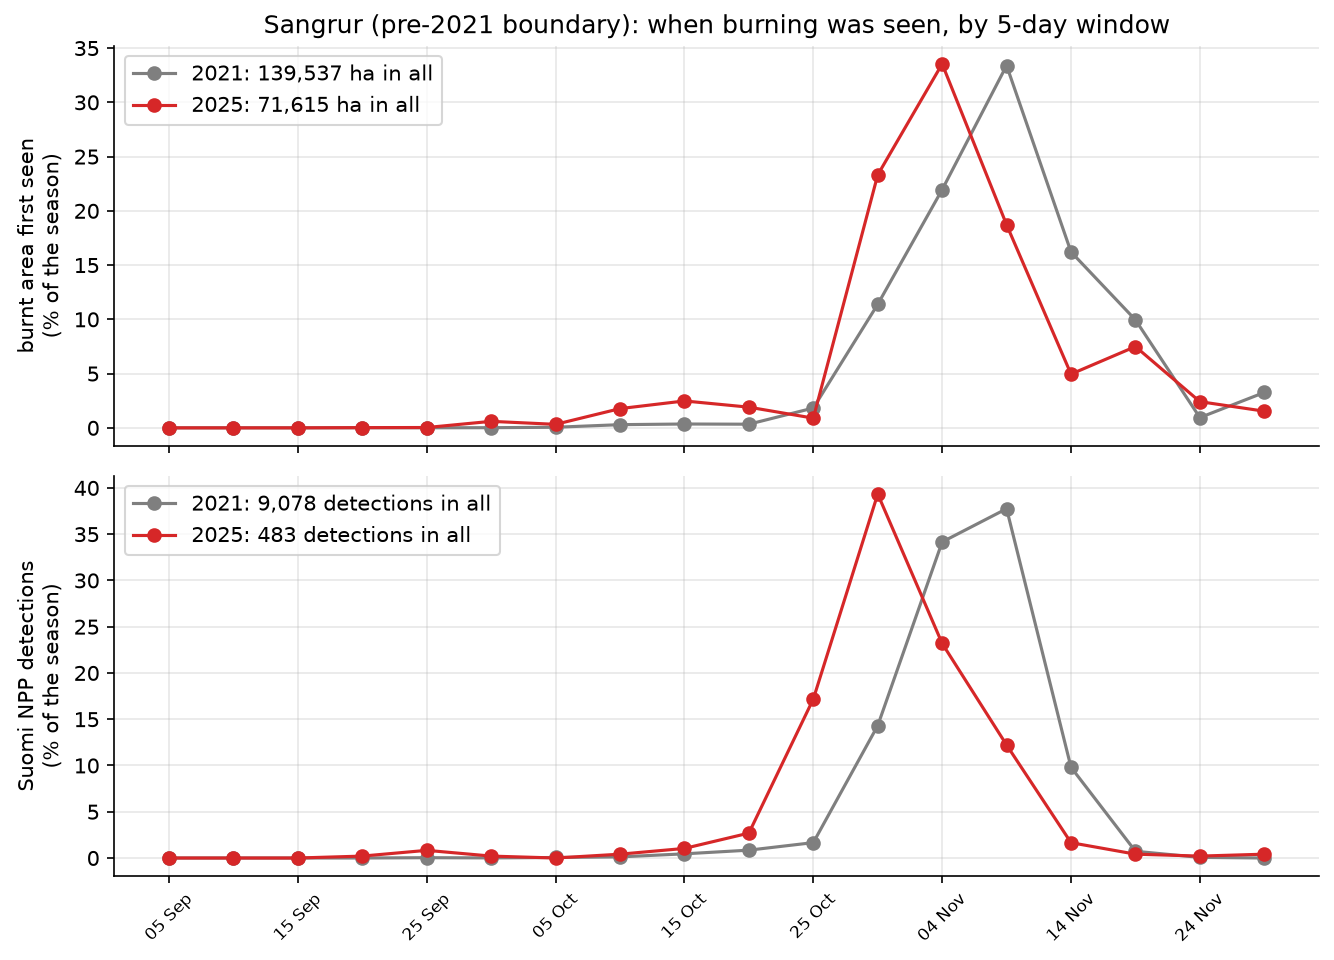 Sangrur (pre-2021 boundary): when burning was seen, by 5-day window
burnt area first seen
(% of the season)
35
30
25
20
15
10
5
0
2021: 139,537 ha in all
2025: 71,615 ha in all
Suomi NPP detections
(% of the season)
40
35
30
25
20
15
10
5
0
2021: 9,078 detections in all
2025: 483 detections in all
05 Sep
15 Sep
25 Sep
05 Oct
15 Oct
25 Oct
04 Nov
14 Nov
24 Nov